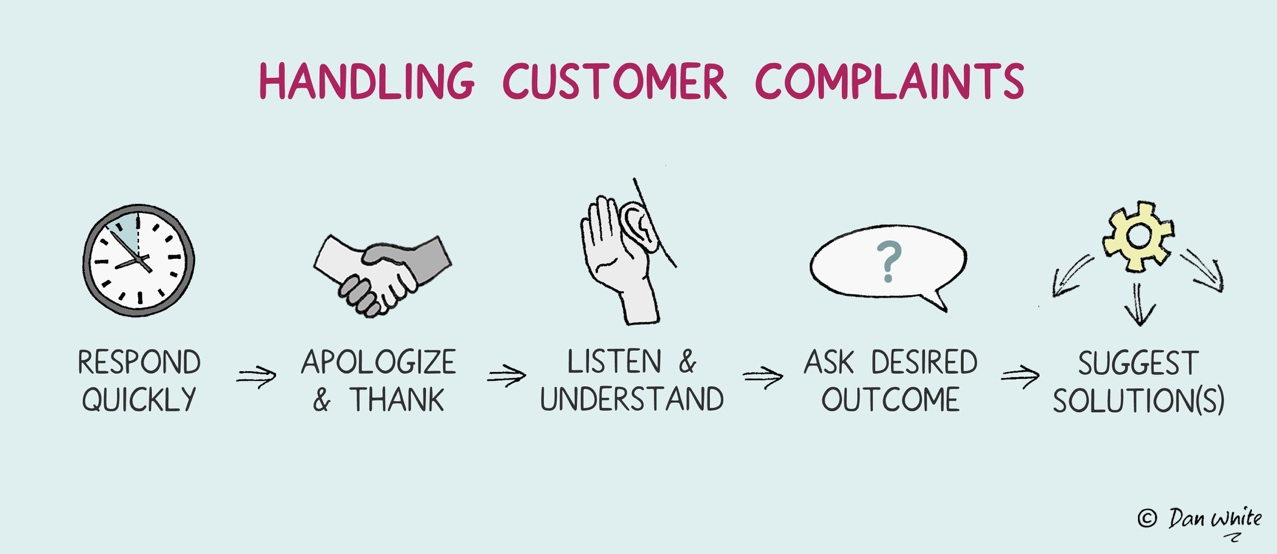 HANDLING CUSTOMER COMPLAINTS
RESPOND
QUICKLY
APOLOGIZE
& THANK
LISTEN &
UNDERSTAND
?
ASK DESIRED
OUTCOME
SUGGEST
SOLUTION(S)
© Dan White